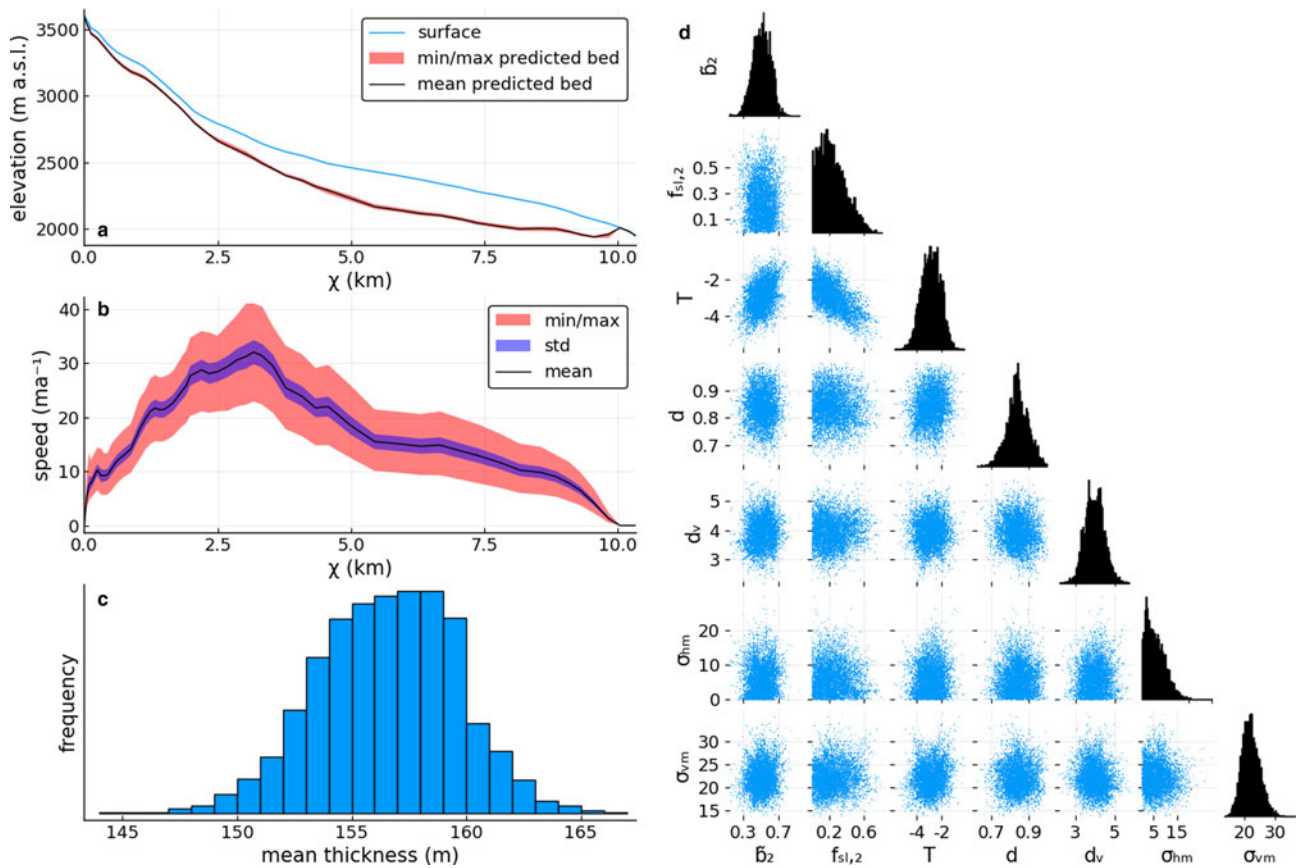 a
elevation (m a.s.l.)
3500
3000
2500
2000
surface
min/max predicted bed
mean predicted bed
0.0 2.5 5.0 7.5 10.0
χ (km)
b
speed (ma⁻¹)
40
30
20
10
0
min/max
std
mean
0.0 2.5 5.0 7.5 10.0
χ (km)
c
frequency
145 150 155 160 165
mean thickness (m)
d
b̃₂
fsl,2
0.5
0.3
0.1
T
-2
-4
d
0.9
0.8
0.7
dᵥ
5
4
3
σhm
20
10
0
σvm
30
25
20
15
0.3 0.7 0.2 0.6 -4 -2 0.7 0.9 3 5 5 15 20 30
b̃₂ fsl,2 T d dᵥ σhm σvm